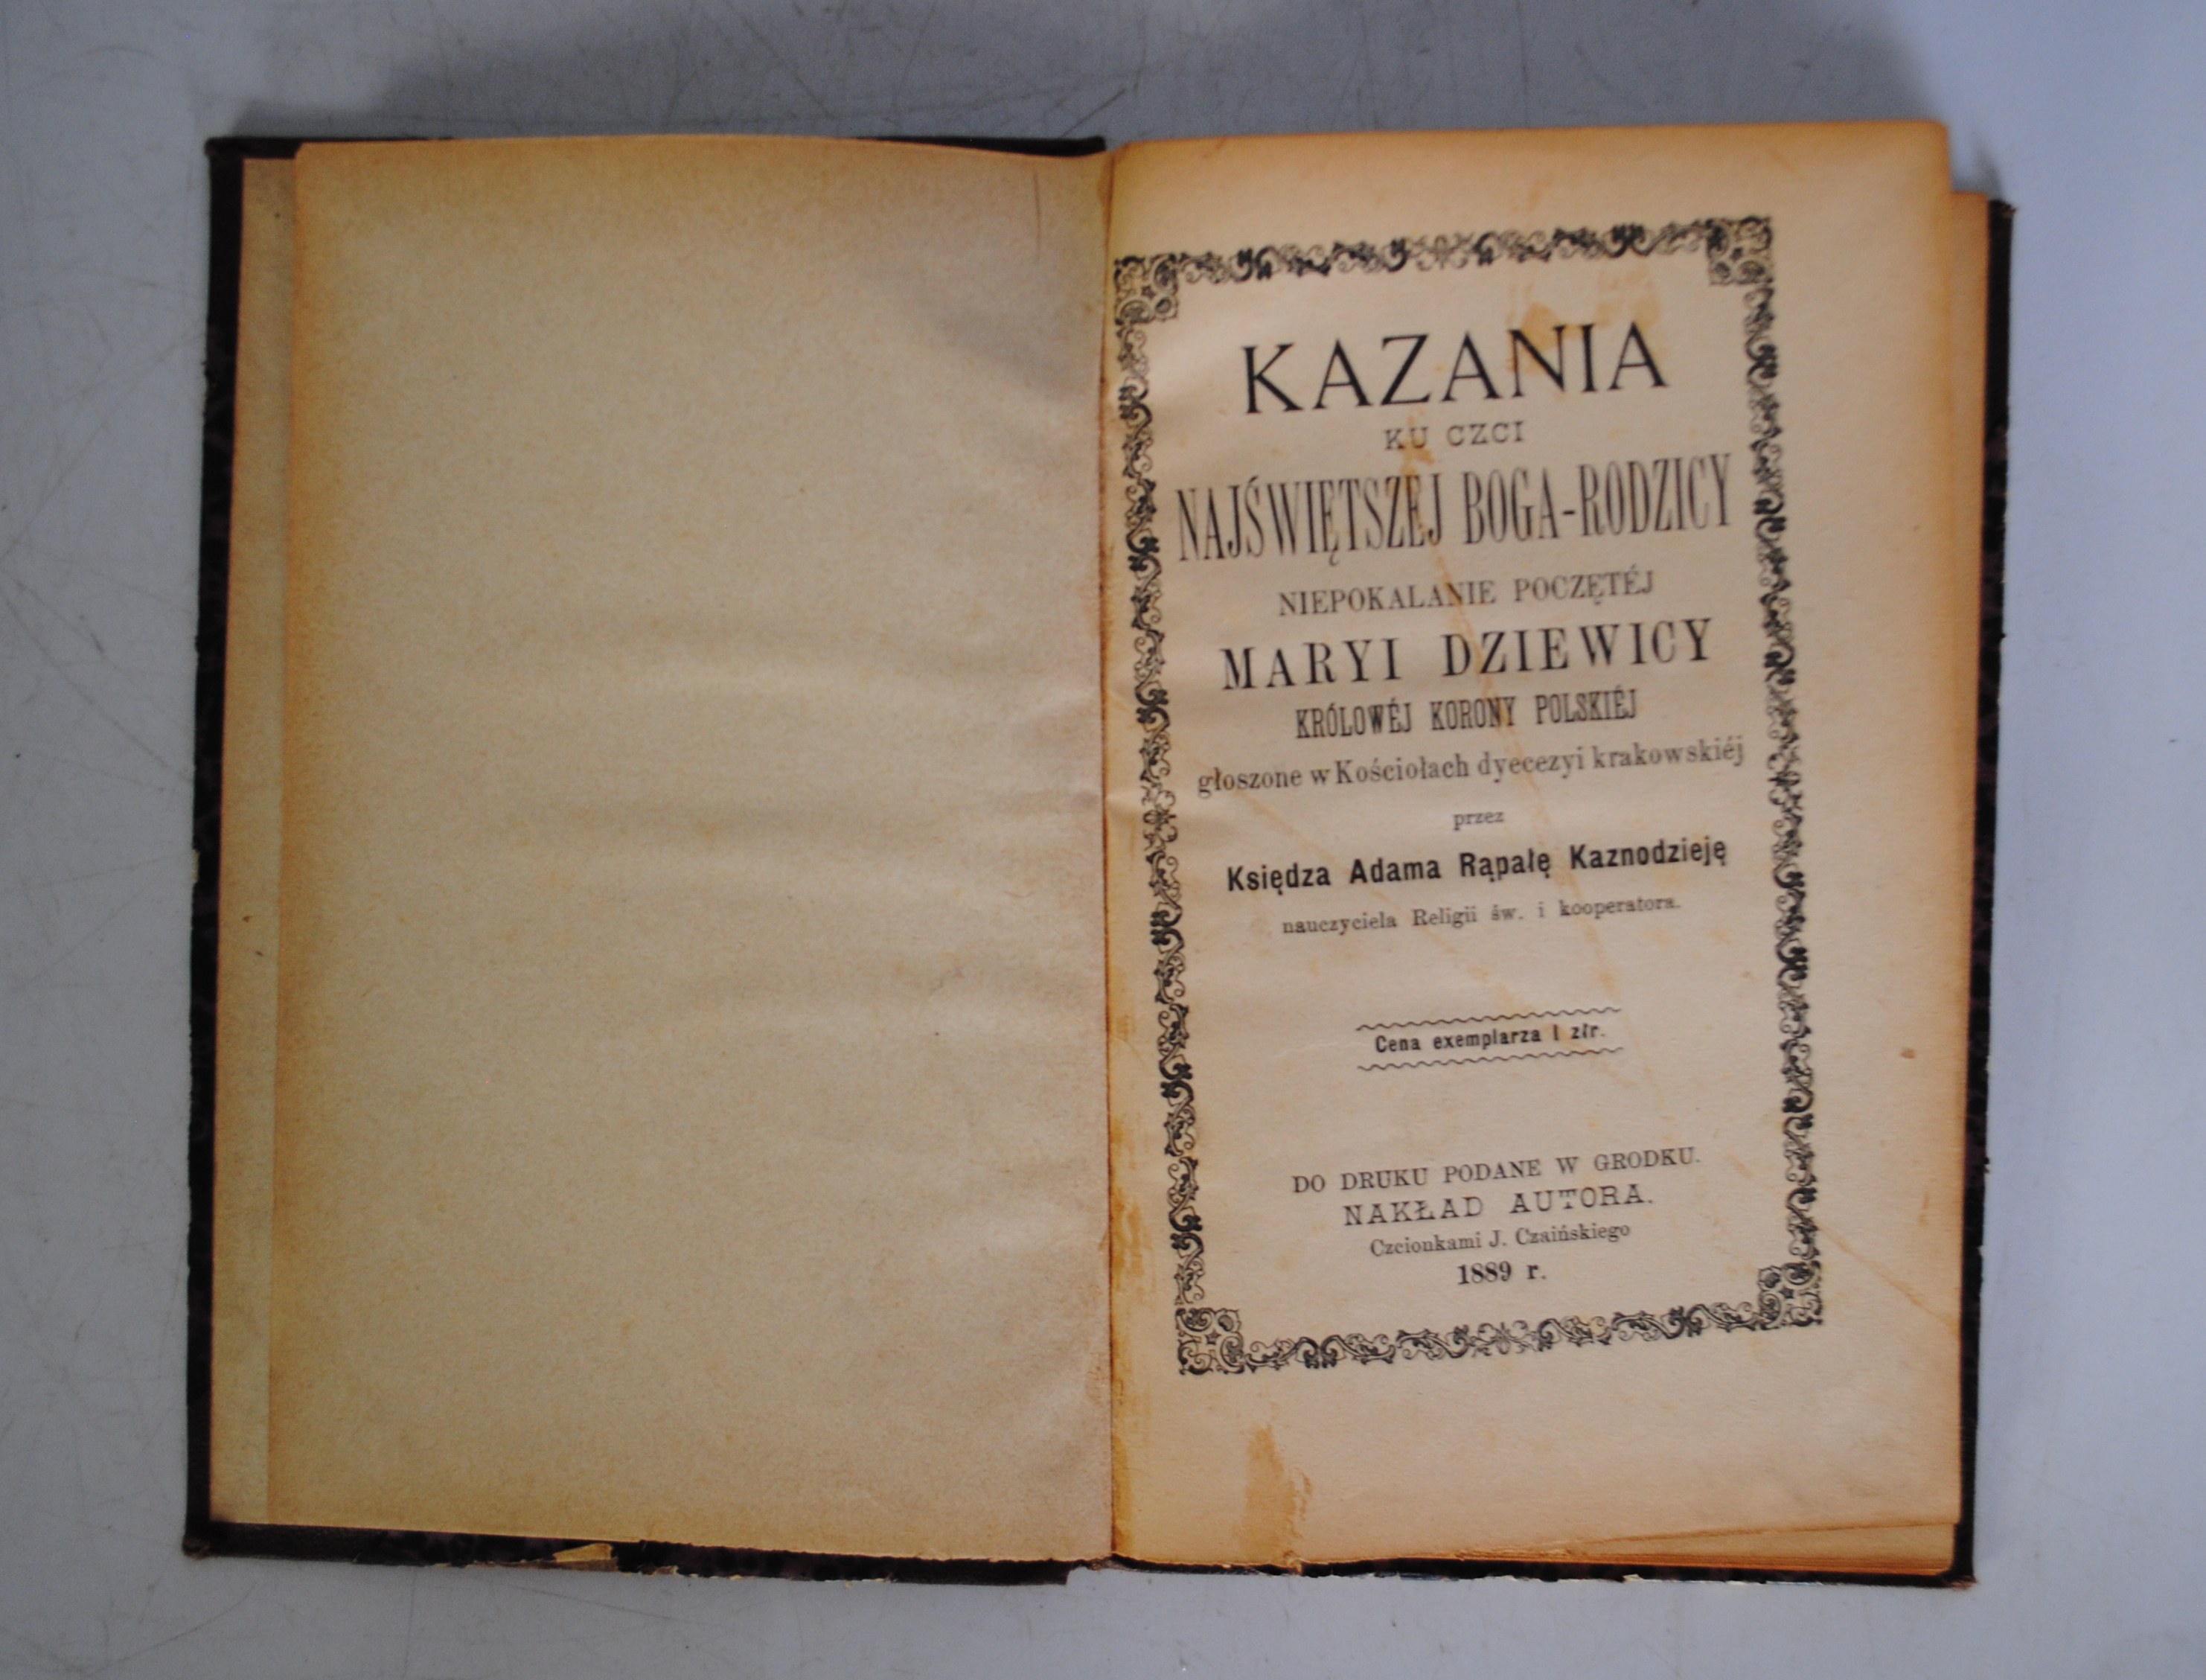 KAZANIA
KU CZCI
NAJŚWIĘTSZEJ BOGA-RODZICY
NIEPOKALANIE POCZĘTÉJ
MARYI DZIEWICY
KRÓLOWÉJ KORONY POLSKIÉJ
głoszone w Kościołach dyecezyi krakowskiéj
przez
Księdza Adama Rąpałę Kaznodzieję
nauczyciela Religii św. i kooperatora.
Cena exemplarza 1 złr.
DO DRUKU PODANE W GRODKU.
NAKŁAD AUTORA.
Czcionkami J. Czaińskiego
1889 r.